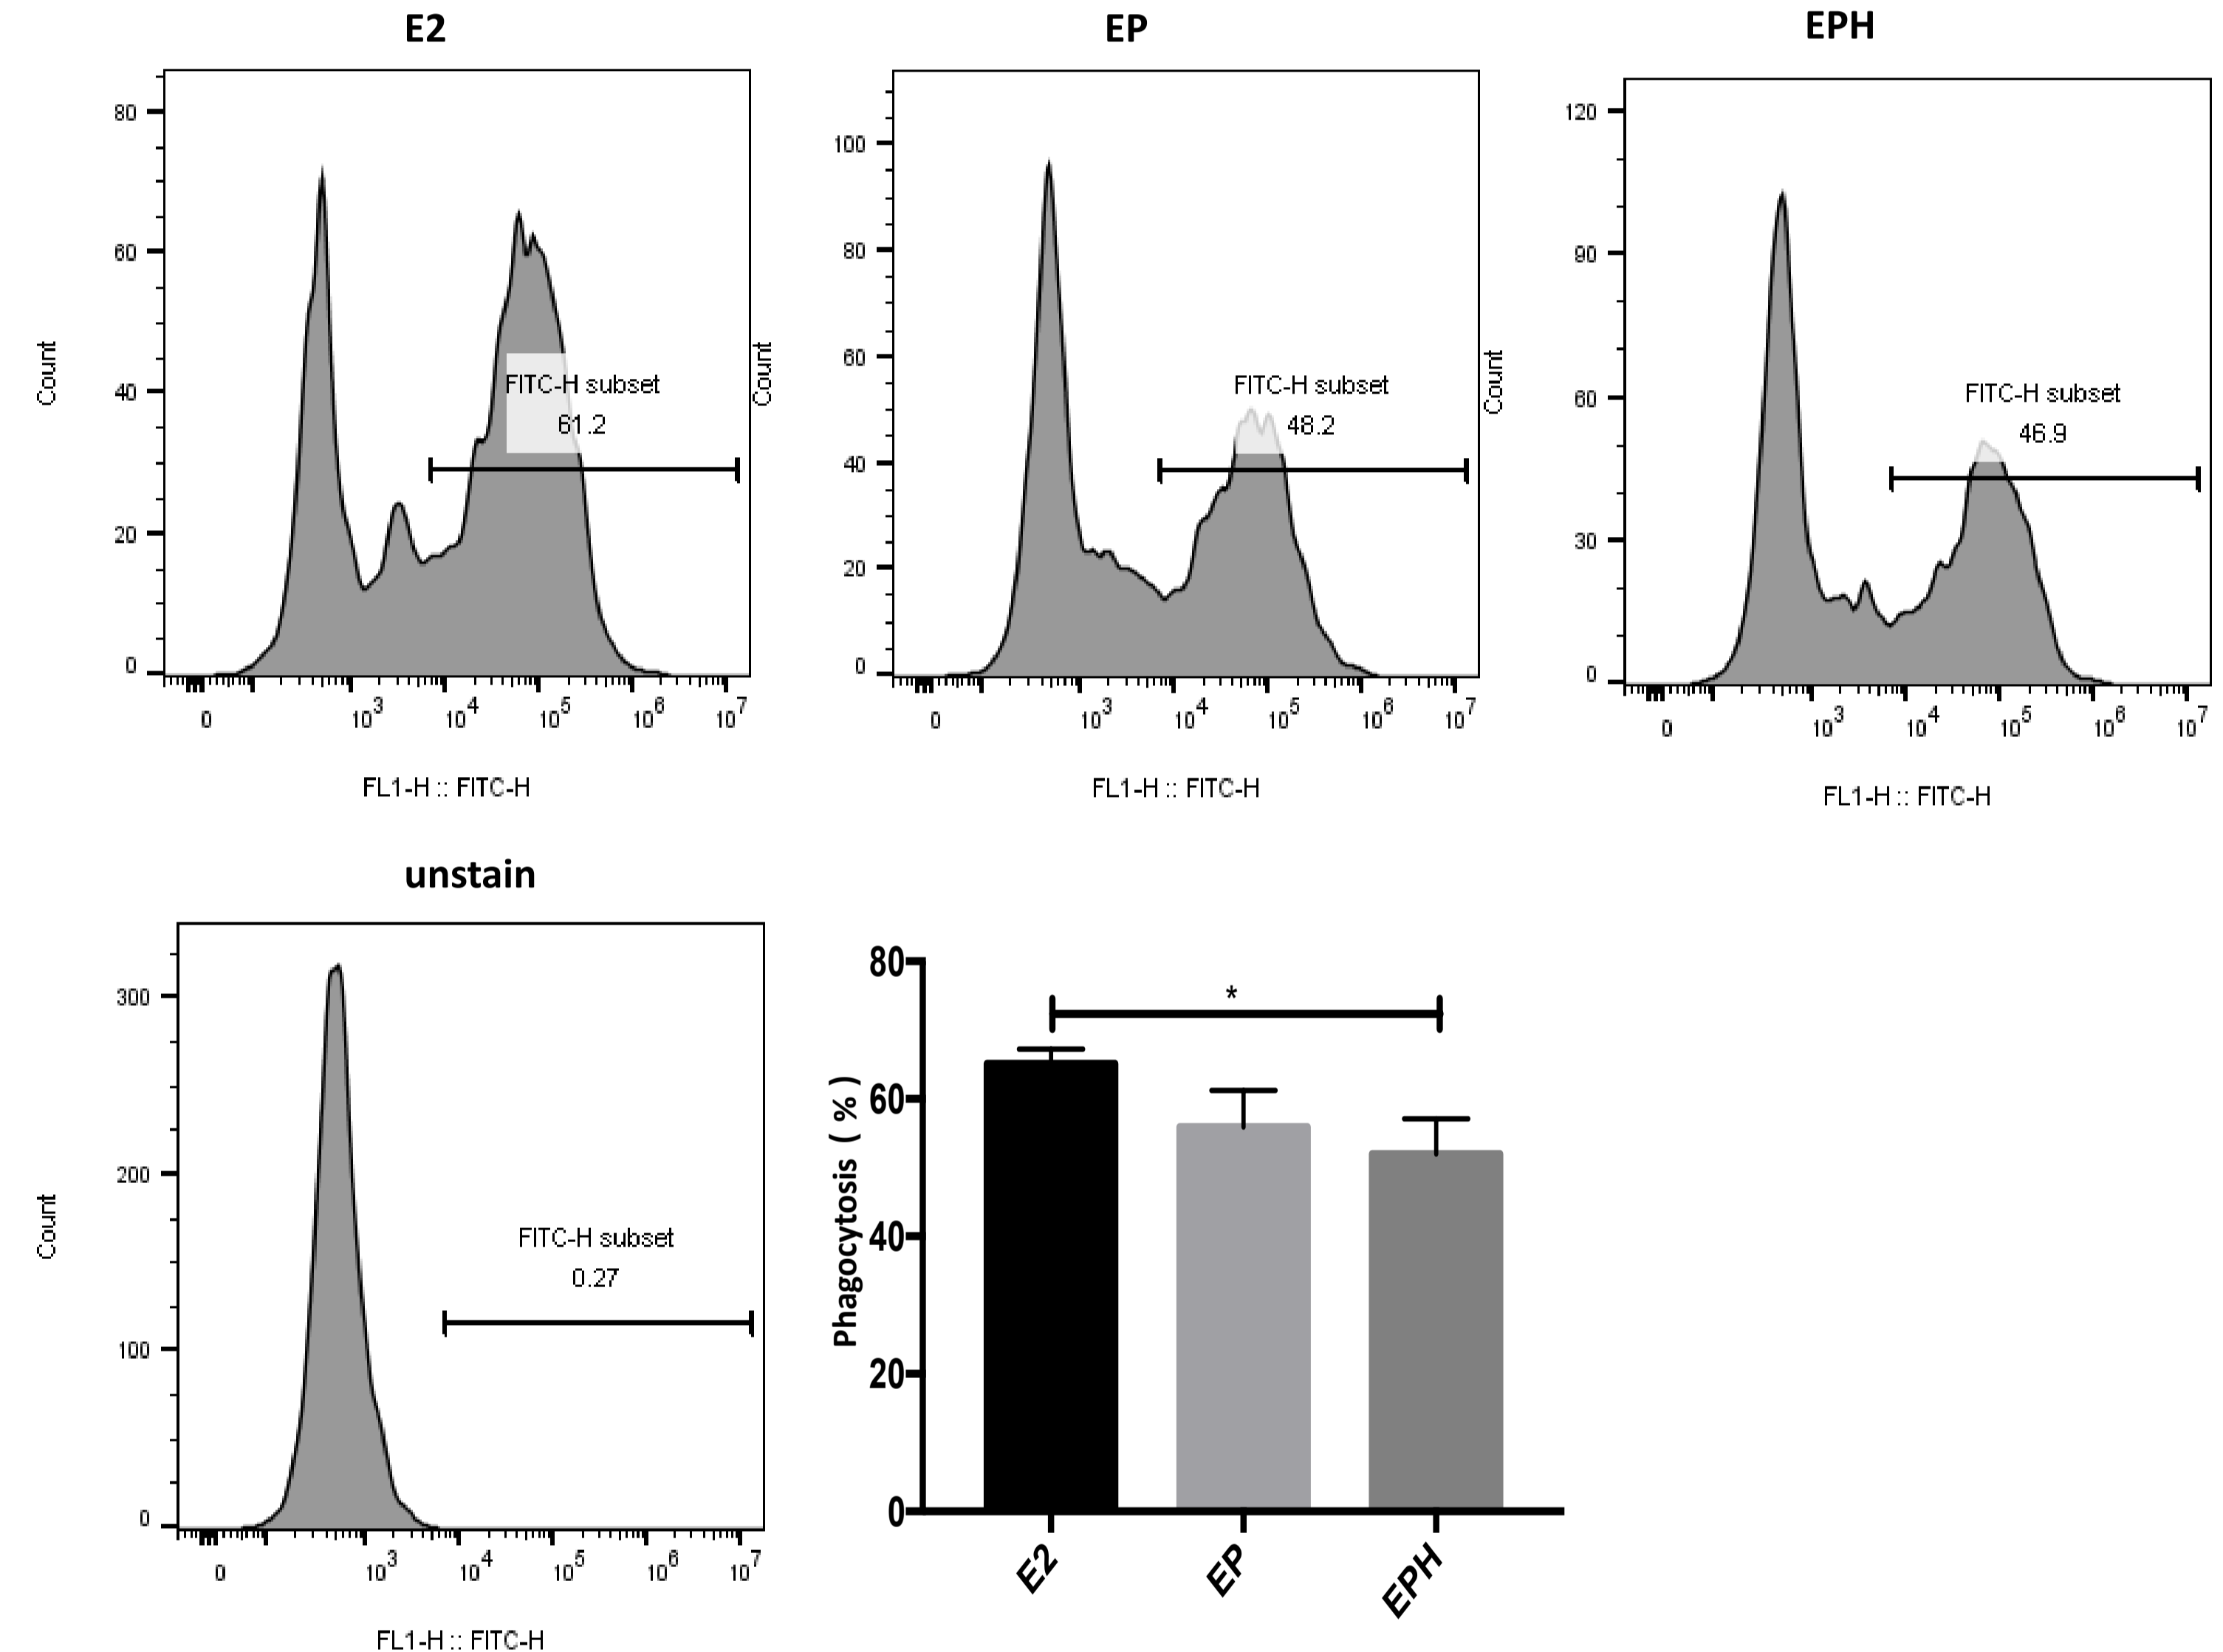 E2
EP
EPH
80
60
40
20
0
Count
FITC-H subset
61.2
0 10^3 10^4 10^5 10^6 10^7
FL1-H :: FITC-H
100
80
60
40
20
0
Count
FITC-H subset
48.2
0 10^3 10^4 10^5 10^6 10^7
FL1-H :: FITC-H
120
90
60
30
0
Count
FITC-H subset
46.9
0 10^3 10^4 10^5 10^6 10^7
FL1-H :: FITC-H
unstain
300
200
100
0
Count
FITC-H subset
0.27
0 10^3 10^4 10^5 10^6 10^7
FL1-H :: FITC-H
80
60
40
20
0
Phagocytosis ( % )
*
E2
EP
EPH